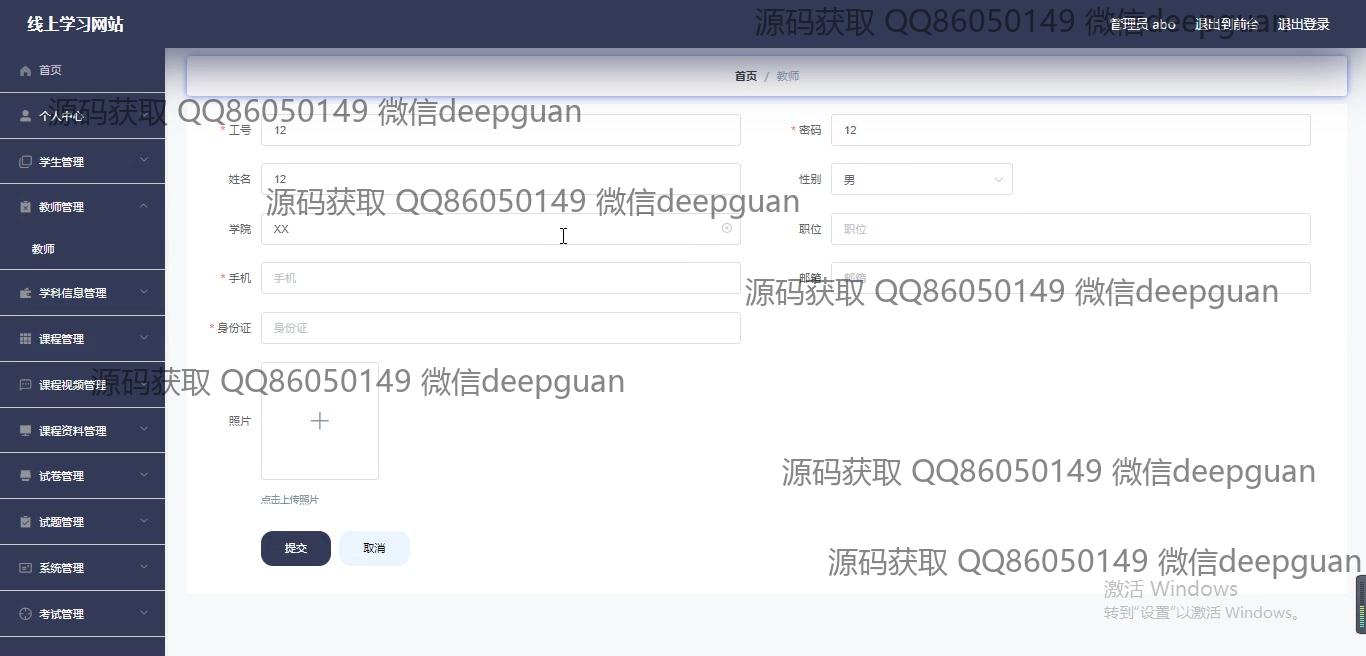 线上学习网站
管理员 abo
退出到前台
退出登录
源码获取 QQ86050149 微信deepguan
首页
个人中心
学生管理
教师管理
教师
学科信息管理
课程管理
课程视频管理
课程资料管理
试卷管理
试题管理
系统管理
考试管理
首页 / 教师
源码获取 QQ86050149 微信deepguan
* 工号 12
* 密码 12
姓名 12
性别 男
源码获取 QQ86050149 微信deepguan
学院 XX
职位 职位
* 手机 手机
邮箱 邮箱
源码获取 QQ86050149 微信deepguan
* 身份证 身份证
源码获取 QQ86050149 微信deepguan
照片
点击上传照片
源码获取 QQ86050149 微信deepguan
提交 取消
源码获取 QQ86050149 微信deepguan
激活 Windows
转到“设置”以激活 Windows。